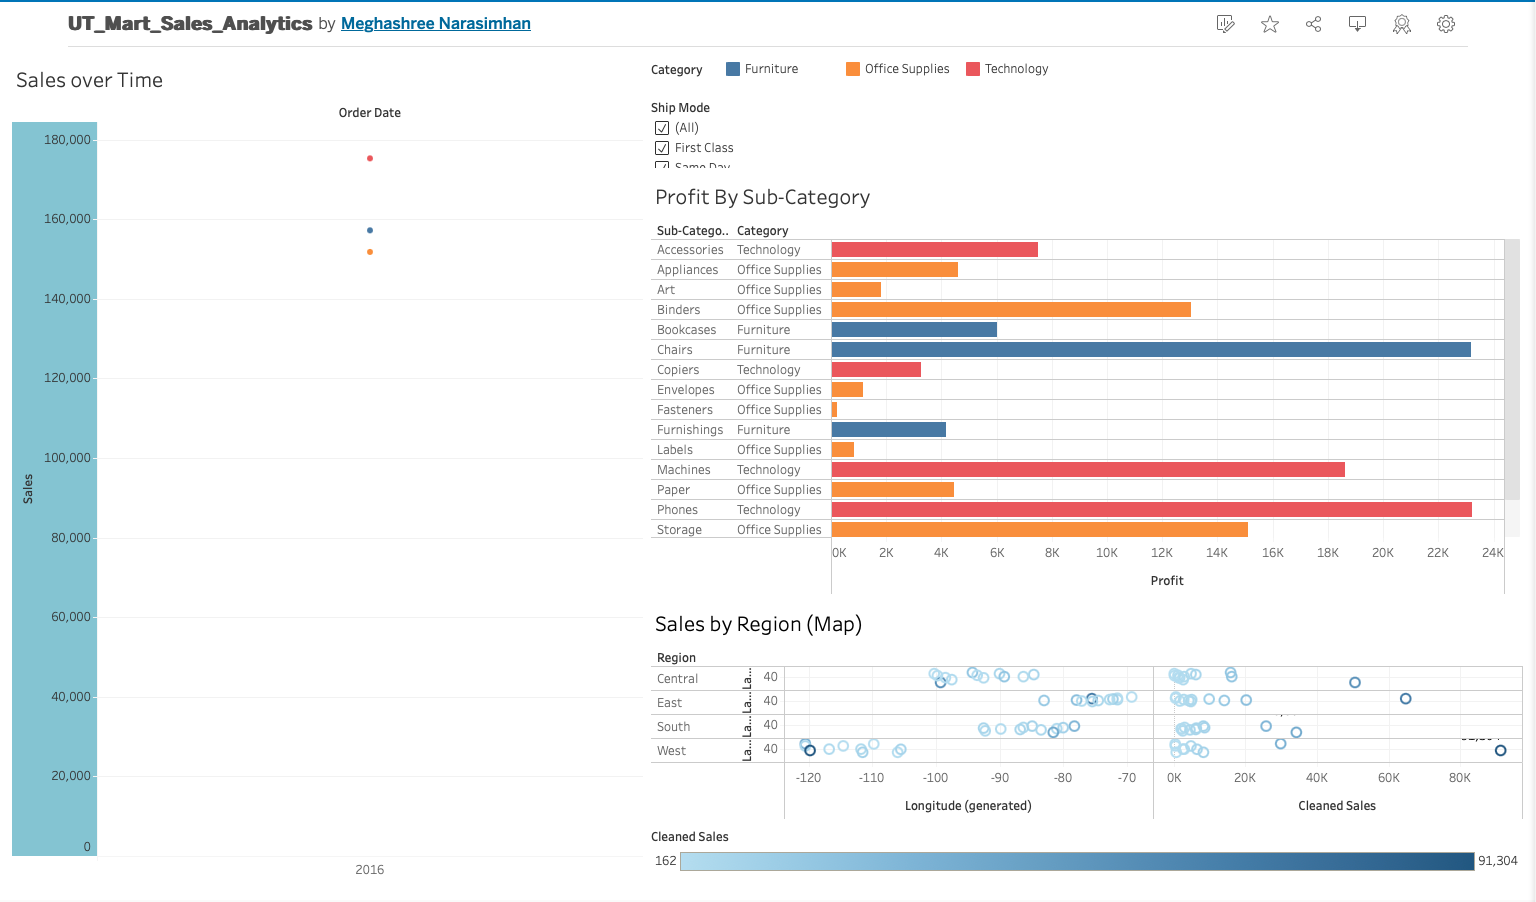 UT_Mart_Sales_Analytics by Meghashree Narasimhan
Sales over Time
Order Date
180,000
160,000
140,000
120,000
100,000
80,000
60,000
40,000
20,000
0
Sales
2016
Category Furniture Office Supplies Technology
Ship Mode
(All)
First Class
Same Day
Profit By Sub-Category
Sub-Catego.. Category
Accessories Technology
Appliances Office Supplies
Art Office Supplies
Binders Office Supplies
Bookcases Furniture
Chairs Furniture
Copiers Technology
Envelopes Office Supplies
Fasteners Office Supplies
Furnishings Furniture
Labels Office Supplies
Machines Technology
Paper Office Supplies
Phones Technology
Storage Office Supplies
0K 2K 4K 6K 8K 10K 12K 14K 16K 18K 20K 22K 24K
Profit
Sales by Region (Map)
Region
Central La... 40
East La... 40
South La... 40
West La... 40
-120 -110 -100 -90 -80 -70 0K 20K 40K 60K 80K
Longitude (generated) Cleaned Sales
Cleaned Sales
162 91,304